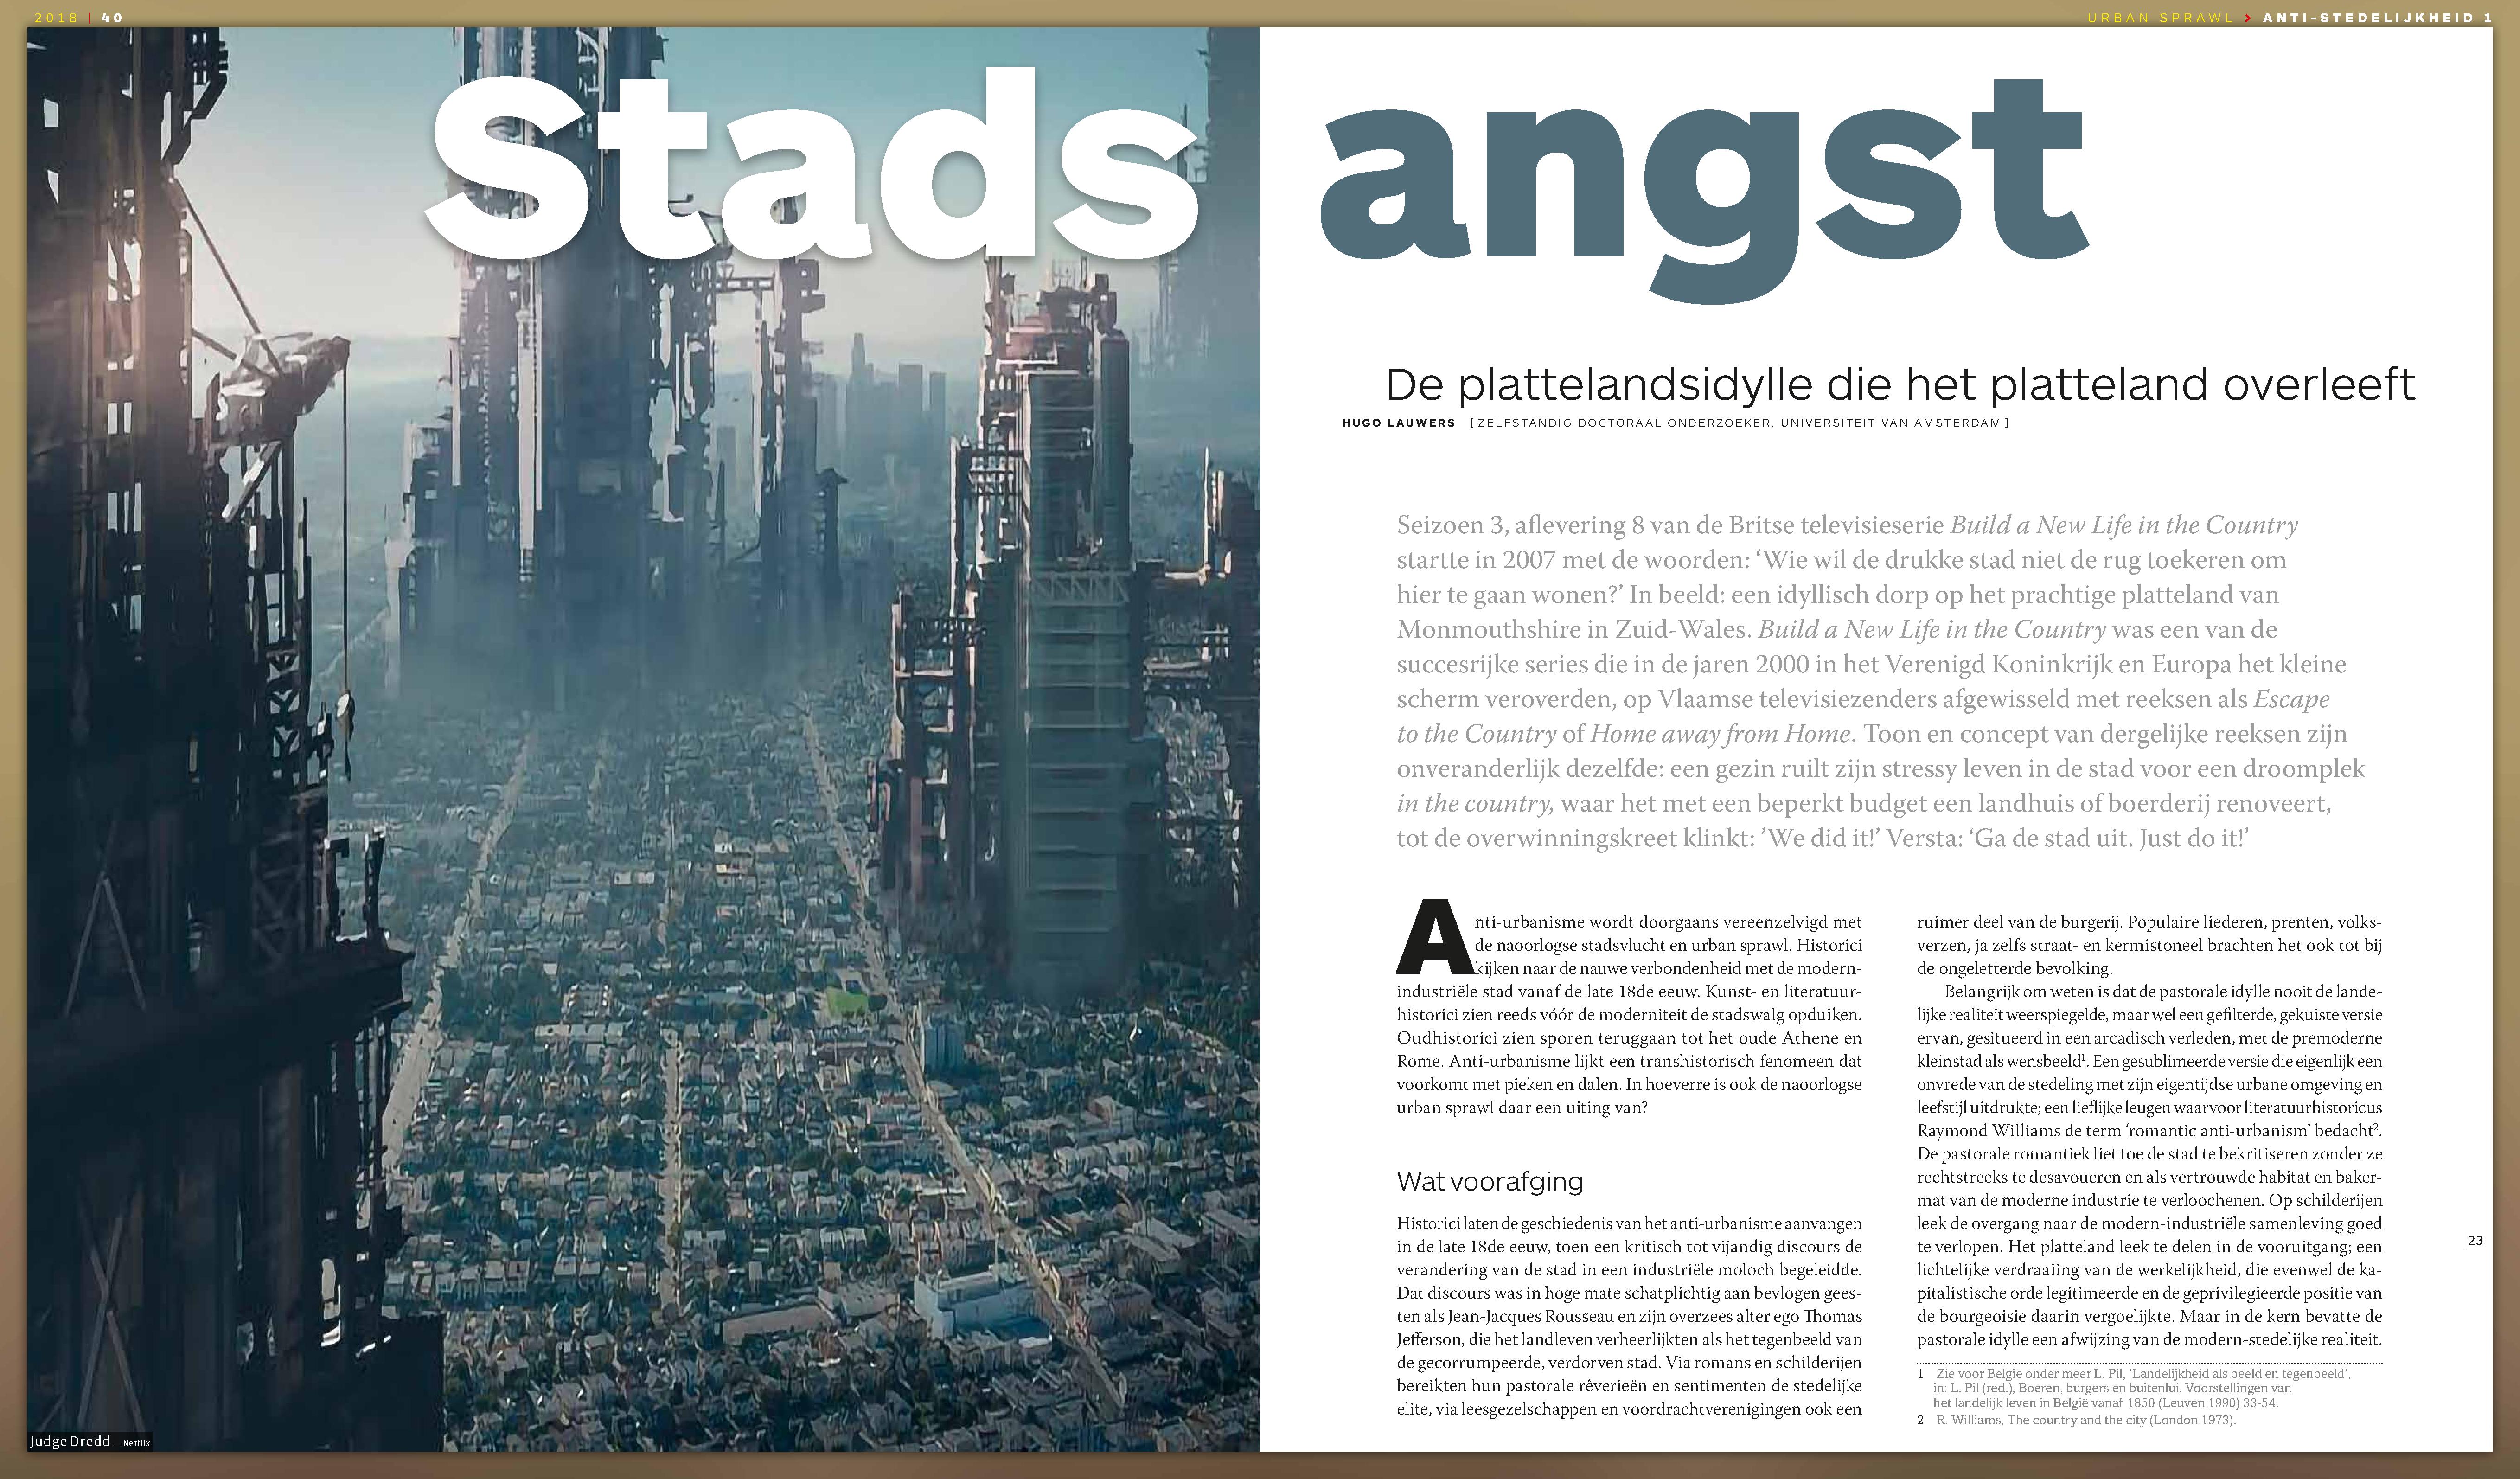 2018 | 40
URBAN SPRAWL > ANTI-STEDELIJKHEID 1
Stads angst
De plattelandsidylle die het platteland overleeft
HUGO LAUWERS [ZELFSTANDIG DOCTORAAL ONDERZOEKER, UNIVERSITEIT VAN AMSTERDAM]
Seizoen 3, aflevering 8 van de Britse televisieserie Build a New Life in the Country
startte in 2007 met de woorden: ‘Wie wil de drukke stad niet de rug toekeren om
hier te gaan wonen?’ In beeld: een idyllisch dorp op het prachtige platteland van
Monmouthshire in Zuid-Wales. Build a New Life in the Country was een van de
succesrijke series die in de jaren 2000 in het Verenigd Koninkrijk en Europa het kleine
scherm veroverden, op Vlaamse televisiezenders afgewisseld met reeksen als Escape
to the Country of Home away from Home. Toon en concept van dergelijke reeksen zijn
onveranderlijk dezelfde: een gezin ruilt zijn stressy leven in de stad voor een droomplek
in the country, waar het met een beperkt budget een landhuis of boerderij renoveert,
tot de overwinningskreet klinkt: ’We did it!’ Versta: ‘Ga de stad uit. Just do it!’
Anti-urbanisme wordt doorgaans vereenzelvigd met
de naoorlogse stadsvlucht en urban sprawl. Historici
kijken naar de nauwe verbondenheid met de modern-
industriële stad vanaf de late 18de eeuw. Kunst- en literatuur-
historici zien reeds vóór de moderniteit de stadswalg opduiken.
Oudhistorici zien sporen teruggaan tot het oude Athene en
Rome. Anti-urbanisme lijkt een transhistorisch fenomeen dat
voorkomt met pieken en dalen. In hoeverre is ook de naoorlogse
urban sprawl daar een uiting van?
Wat voorafging
Historici laten de geschiedenis van het anti-urbanisme aanvangen
in de late 18de eeuw, toen een kritisch tot vijandig discours de
verandering van de stad in een industriële moloch begeleidde.
Dat discours was in hoge mate schatplichtig aan bevlogen gees-
ten als Jean-Jacques Rousseau en zijn overzees alter ego Thomas
Jefferson, die het landleven verheerlijkten als het tegenbeeld van
de gecorrumpeerde, verdorven stad. Via romans en schilderijen
bereikten hun pastorale rêverieën en sentimenten de stedelijke
elite, via leesgezelschappen en voordrachtverenigingen ook een
ruimer deel van de burgerij. Populaire liederen, prenten, volks-
verzen, ja zelfs straat- en kermistoneel brachten het ook tot bij
de ongeletterde bevolking.
Belangrijk om weten is dat de pastorale idylle nooit de lande-
lijke realiteit weerspiegelde, maar wel een gefilterde, gekuiste versie
ervan, gesitueerd in een arcadisch verleden, met de premoderne
kleinstad als wensbeeld¹. Een gesublimeerde versie die eigenlijk een
onvrede van de stedeling met zijn eigentijdse urbane omgeving en
leefstijl uitdrukte; een lieflijke leugen waarvoor literatuurhistoricus
Raymond Williams de term ‘romantic anti-urbanism’ bedacht².
De pastorale romantiek liet toe de stad te bekritiseren zonder ze
rechtstreeks te desavoueren en als vertrouwde habitat en baker-
mat van de moderne industrie te verloochenen. Op schilderijen
leek de overgang naar de modern-industriële samenleving goed
te verlopen. Het platteland leek te delen in de vooruitgang; een
lichtelijke verdraaiing van de werkelijkheid, die evenwel de ka-
pitalistische orde legitimeerde en de geprivilegieerde positie van
de bourgeoisie daarin vergoelijkte. Maar in de kern bevatte de
pastorale idylle een afwijzing van de modern-stedelijke realiteit.
1 Zie voor België onder meer L. Pil, ‘Landelijkheid als beeld en tegenbeeld’,
in: L. Pil (red.), Boeren, burgers en buitenlui. Voorstellingen van
het landelijk leven in België vanaf 1850 (Leuven 1990) 33-54.
2 R. Williams, The country and the city (London 1973).
|23
Judge Dredd — Netflix